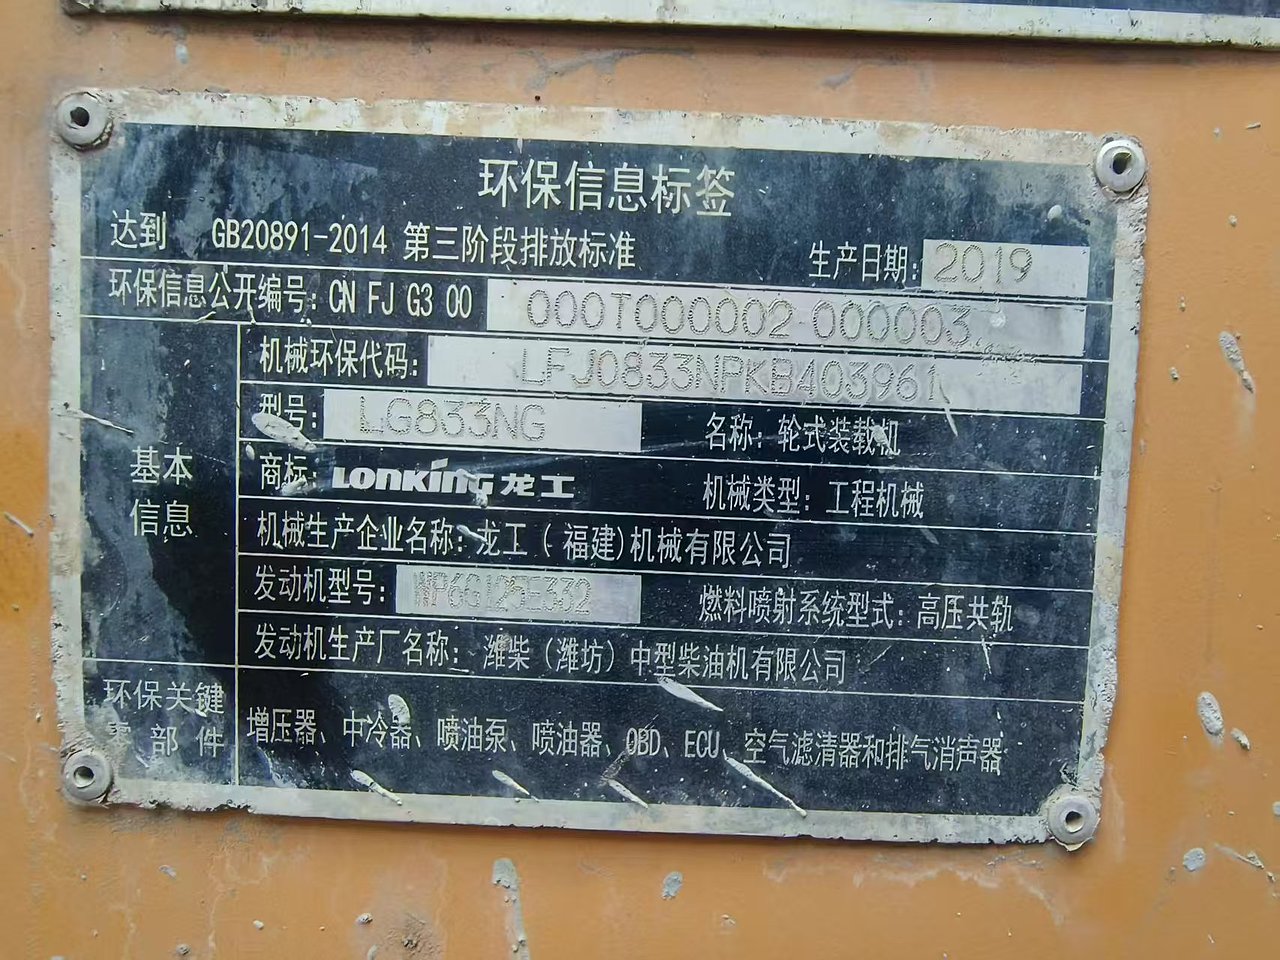 环保信息标签
达到 GB20891-2014 第三阶段排放标准 生产日期: 2019
环保信息公开编号: CN FJ G3 00 000T000002 000003
机械环保代码: LFJ0833NPKB403961
型号: LG833NG 名称: 轮式装载机
商标: LONKING 龙工 机械类型: 工程机械
基本信息
机械生产企业名称: 龙工(福建)机械有限公司
发动机型号: WP6G125E332 燃料喷射系统型式: 高压共轨
发动机生产厂名称: 潍柴(潍坊)中型柴油机有限公司
环保关键零部件
增压器、中冷器、喷油泵、喷油器、OBD、ECU、空气滤清器和排气消声器